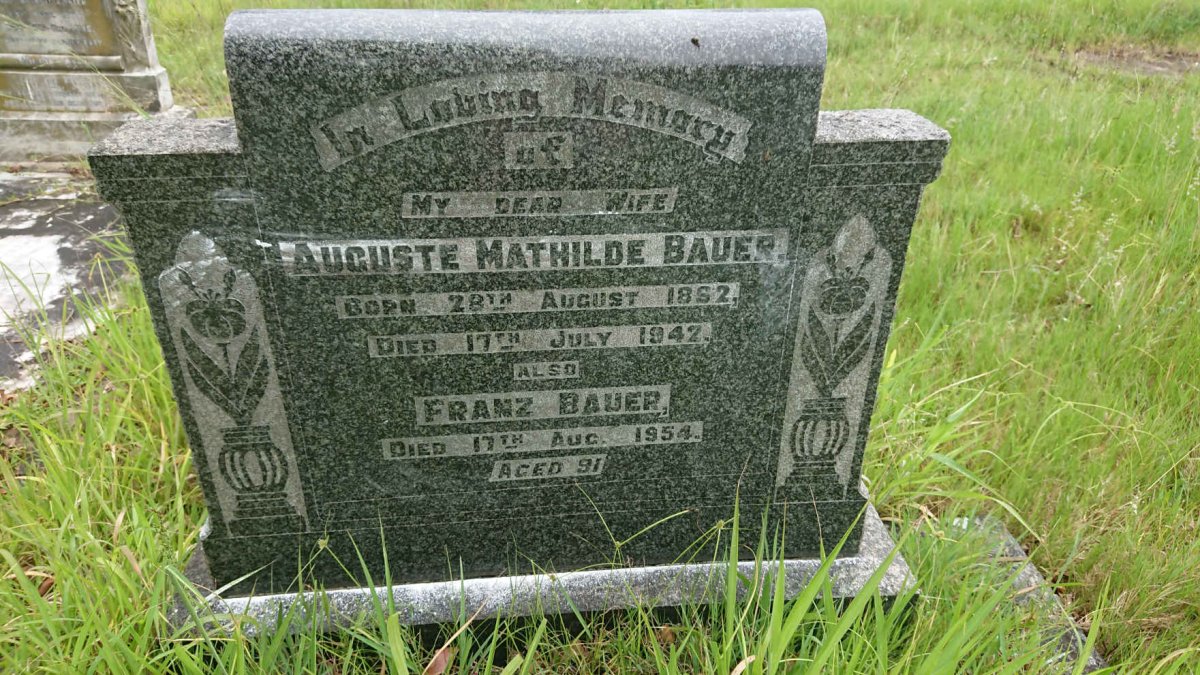 In Loving Memory
of
MY DEAR WIFE
AUGUSTE MATHILDE BAUER,
BORN 28TH AUGUST 1862,
DIED 17TH JULY 1942.
ALSO
FRANZ BAUER,
DIED 17TH AUG. 1954.
AGED 91